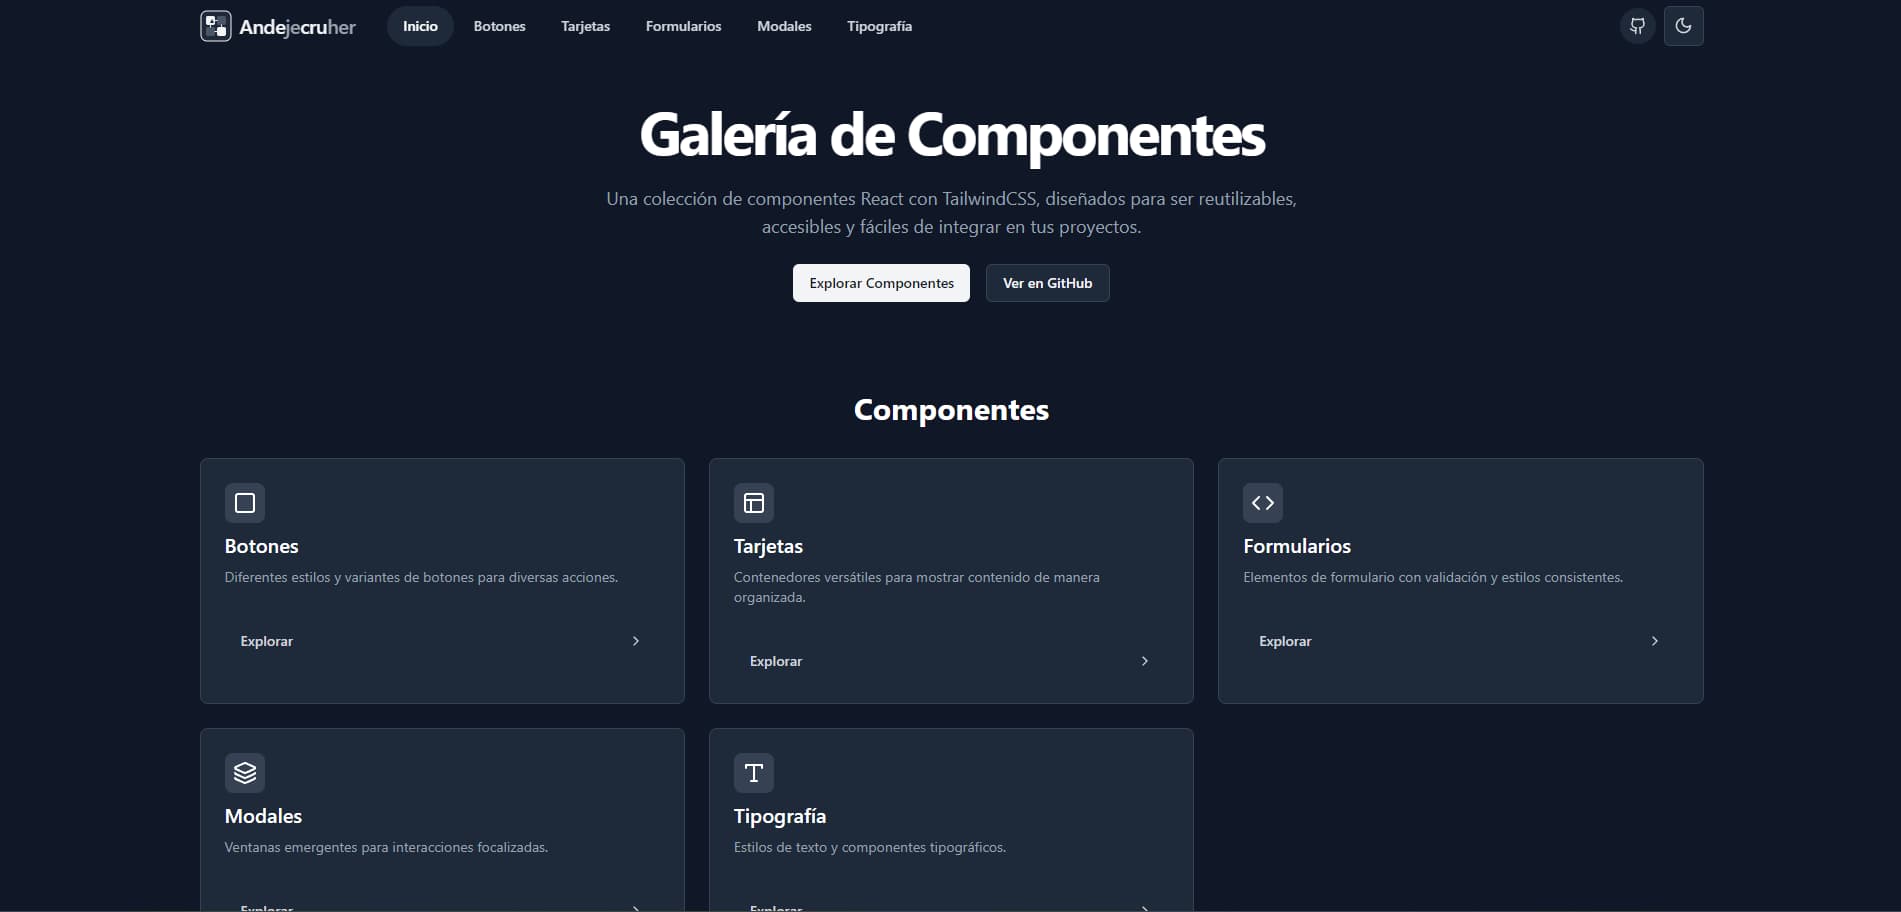 Andejecruher Inicio Botones Tarjetas Formularios Modales Tipografía
Galería de Componentes
Una colección de componentes React con TailwindCSS, diseñados para ser reutilizables,
accesibles y fáciles de integrar en tus proyectos.
Explorar Componentes Ver en GitHub
Componentes
Botones
Diferentes estilos y variantes de botones para diversas acciones.
Explorar
Tarjetas
Contenedores versátiles para mostrar contenido de manera
organizada.
Explorar
Formularios
Elementos de formulario con validación y estilos consistentes.
Explorar
Modales
Ventanas emergentes para interacciones focalizadas.
Explorar
Tipografía
Estilos de texto y componentes tipográficos.
Explorar